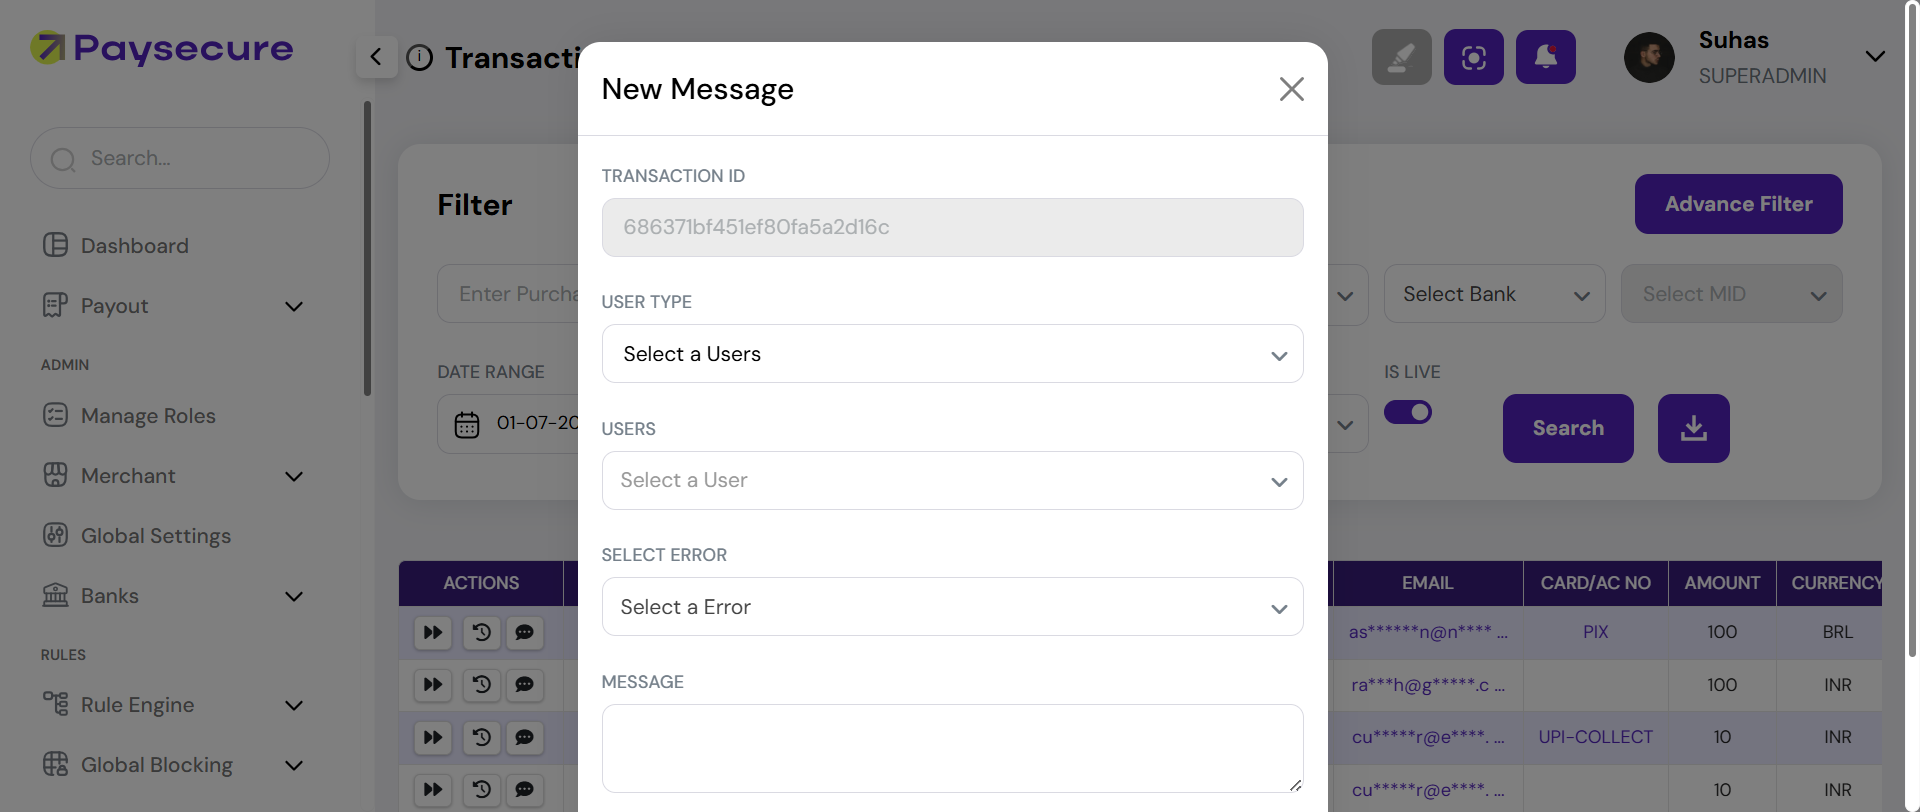 Paysecure
Search...
Dashboard
Payout
ADMIN
Manage Roles
Merchant
Global Settings
Banks
RULES
Rule Engine
Global Blocking
Transacti
Suhas
SUPERADMIN
Filter
Advance Filter
Enter Purcha
Select Bank
Select MID
DATE RANGE
IS LIVE
01-07-20
Search
New Message
TRANSACTION ID
686371bf451ef80fa5a2d16c
USER TYPE
Select a Users
USERS
Select a User
SELECT ERROR
Select a Error
MESSAGE
ACTIONS EMAIL CARD/AC NO AMOUNT CURRENCY
as******n@n**** ... PIX 100 BRL
ra***h@g*****.c ... 100 INR
cu*****r@e****. ... UPI-COLLECT 10 INR
cu*****r@e****. ... 10 INR